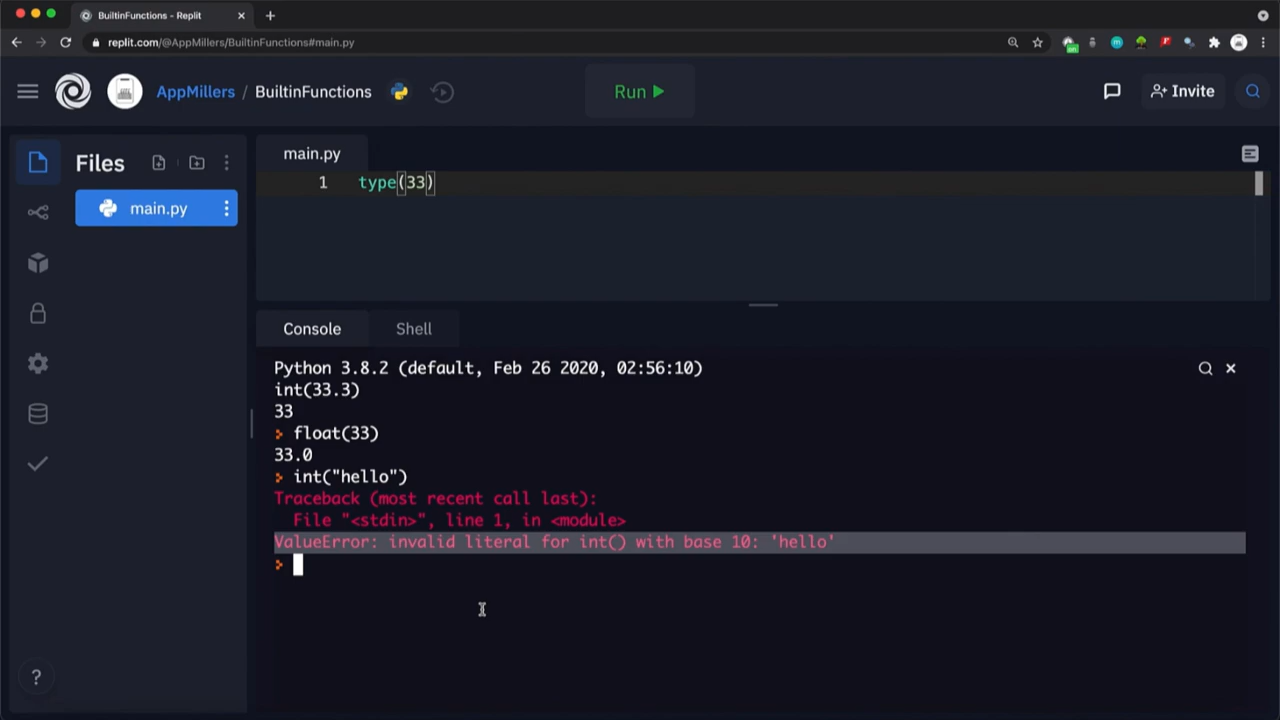 BuiltinFunctions - Replit
replit.com/@AppMillers/BuiltinFunctions#main.py
AppMillers / BuiltinFunctions
Run
Invite
Files
main.py
main.py
1 type(33)
Console
Shell
Python 3.8.2 (default, Feb 26 2020, 02:56:10)
int(33.3)
33
> float(33)
33.0
> int("hello")
Traceback (most recent call last):
File "<stdin>", line 1, in <module>
ValueError: invalid literal for int() with base 10: 'hello'
>
?